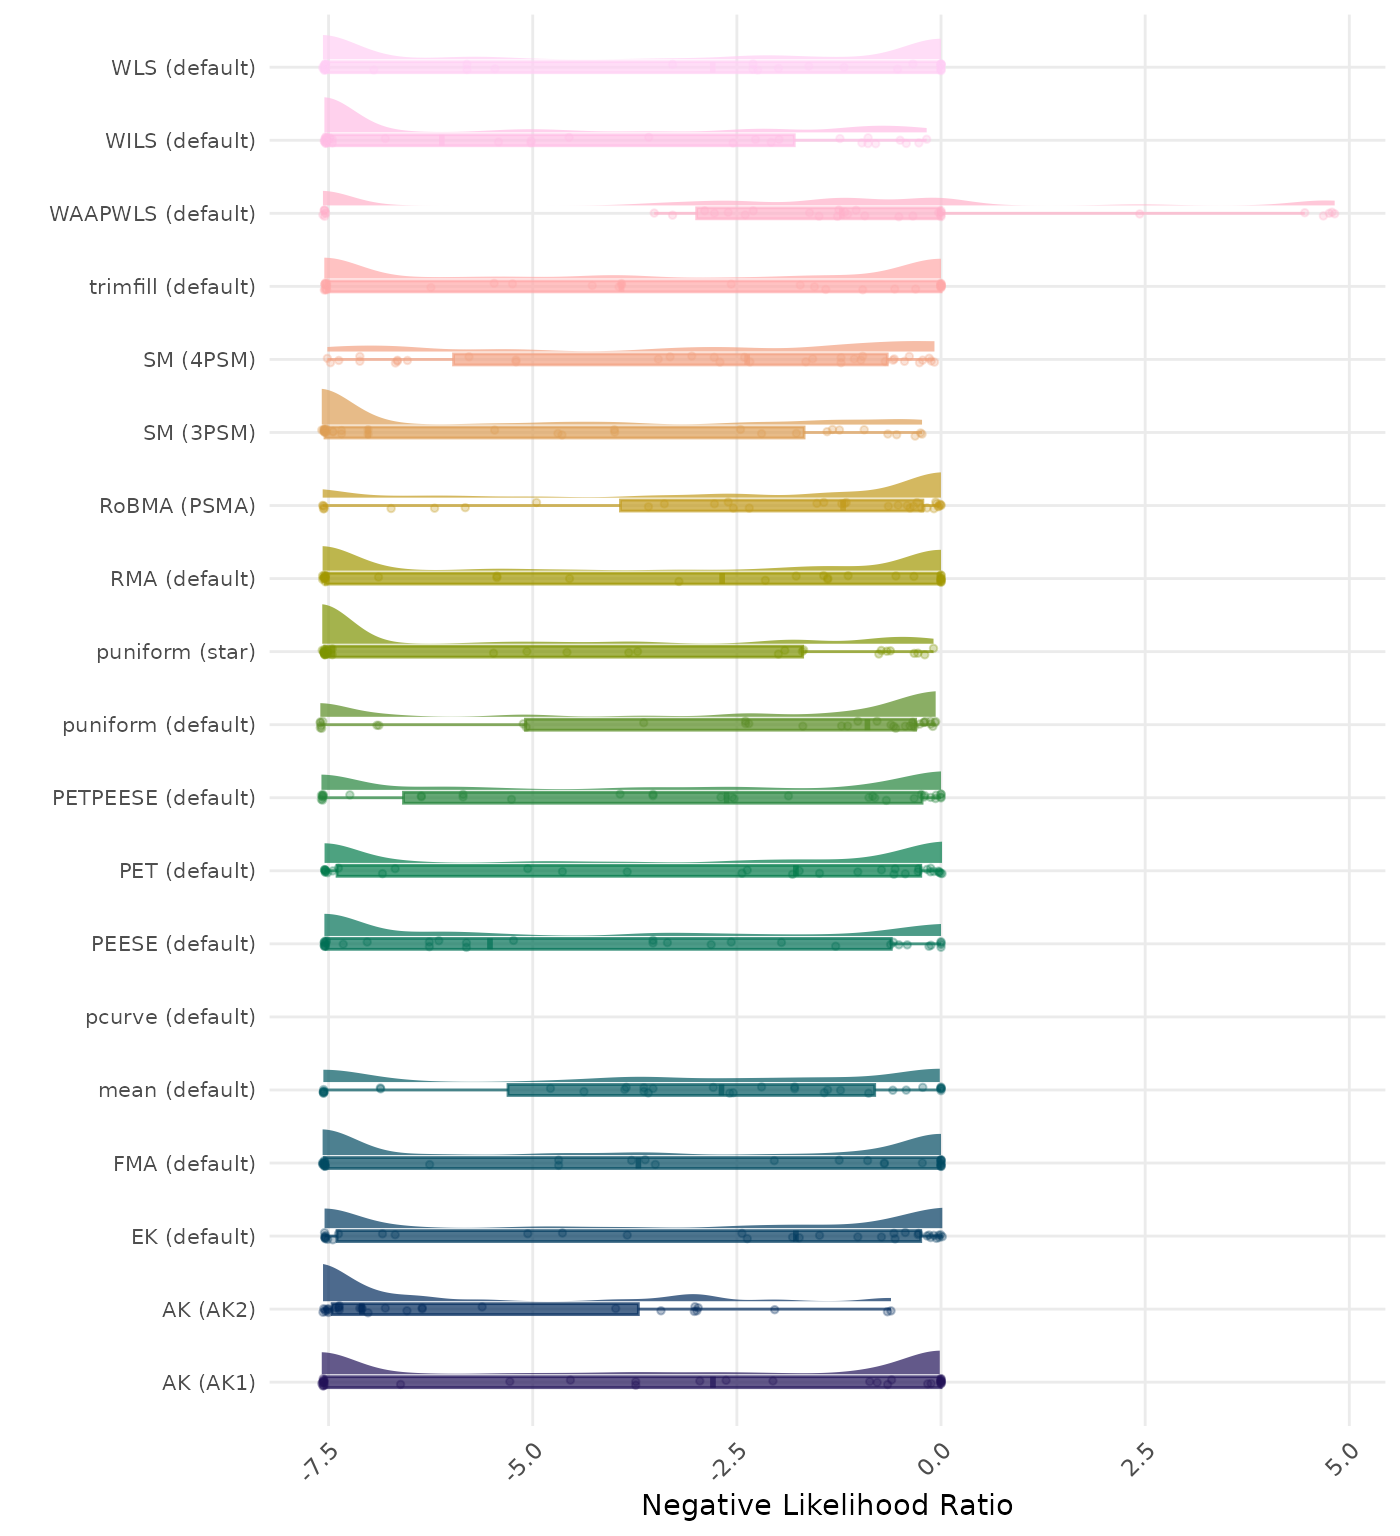 WLS (default)
WILS (default)
WAAPWLS (default)
trimfill (default)
SM (4PSM)
SM (3PSM)
RoBMA (PSMA)
RMA (default)
puniform (star)
puniform (default)
PETPEESE (default)
PET (default)
PEESE (default)
pcurve (default)
mean (default)
FMA (default)
EK (default)
AK (AK2)
AK (AK1)
-7.5 -5.0 -2.5 0.0 2.5 5.0
Negative Likelihood Ratio